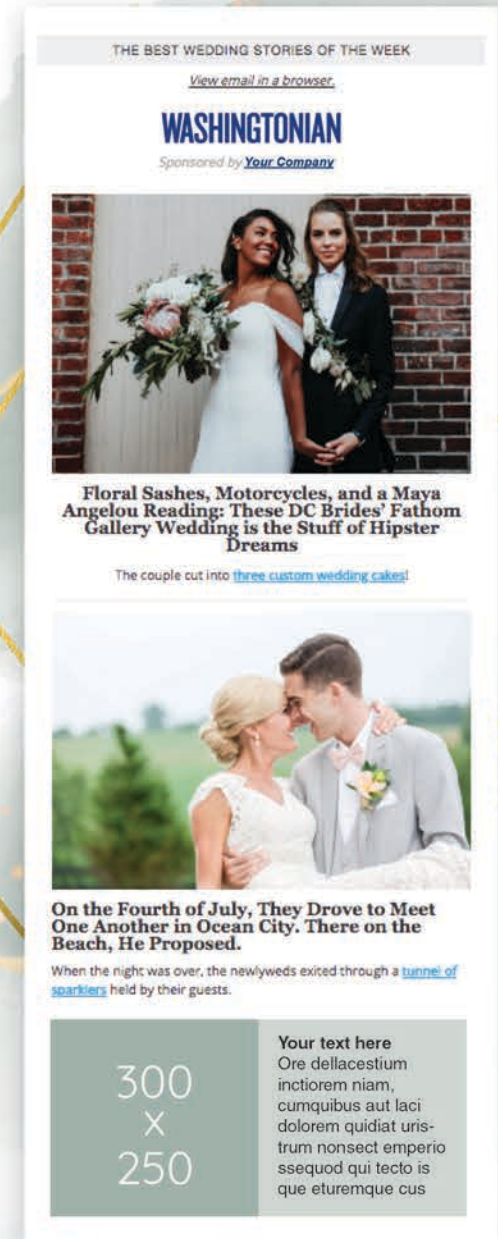 THE BEST WEDDING STORIES OF THE WEEK
View email in a browser.
WASHINGTONIAN
Sponsored by Your Company
Floral Sashes, Motorcycles, and a Maya
Angelou Reading: These DC Brides' Fathom
Gallery Wedding is the Stuff of Hipster
Dreams
The couple cut into three custom wedding cakes!
On the Fourth of July, They Drove to Meet
One Another in Ocean City. There on the
Beach, He Proposed.
When the night was over, the newlyweds exited through a tunnel of
sparklers held by their guests.
300
X
250
Your text here
Ore dellacestium
inctiorem niam,
cumquibus aut laci
dolorem quidiat uris-
trum nonsect emperio
ssequod qui tecto is
que eturemque cus